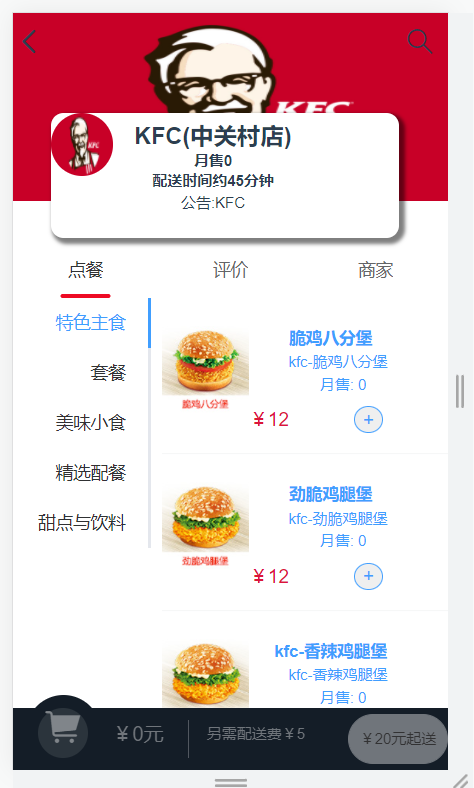 KFC
KFC
KFC(中关村店)
月售0
配送时间约45分钟
公告:KFC
点餐
评价
商家
特色主食
套餐
美味小食
精选配餐
甜点与饮料
脆鸡八分堡
脆鸡八分堡
kfc-脆鸡八分堡
月售: 0
¥12
+
劲脆鸡腿堡
劲脆鸡腿堡
kfc-劲脆鸡腿堡
月售: 0
¥12
+
kfc-香辣鸡腿堡
kfc-香辣鸡腿堡
月售: 0
¥0元
另需配送费¥5
¥20元起送